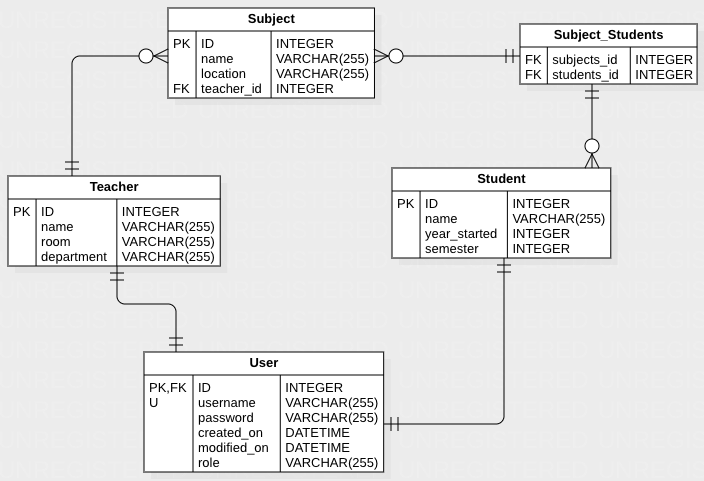 Subject
PK ID INTEGER
name VARCHAR(255)
location VARCHAR(255)
FK teacher_id INTEGER
Subject_Students
FK subjects_id INTEGER
FK students_id INTEGER
Teacher
PK ID INTEGER
name VARCHAR(255)
room VARCHAR(255)
department VARCHAR(255)
Student
PK ID INTEGER
name VARCHAR(255)
year_started INTEGER
semester INTEGER
User
PK,FK ID INTEGER
U username VARCHAR(255)
password VARCHAR(255)
created_on DATETIME
modified_on DATETIME
role VARCHAR(255)